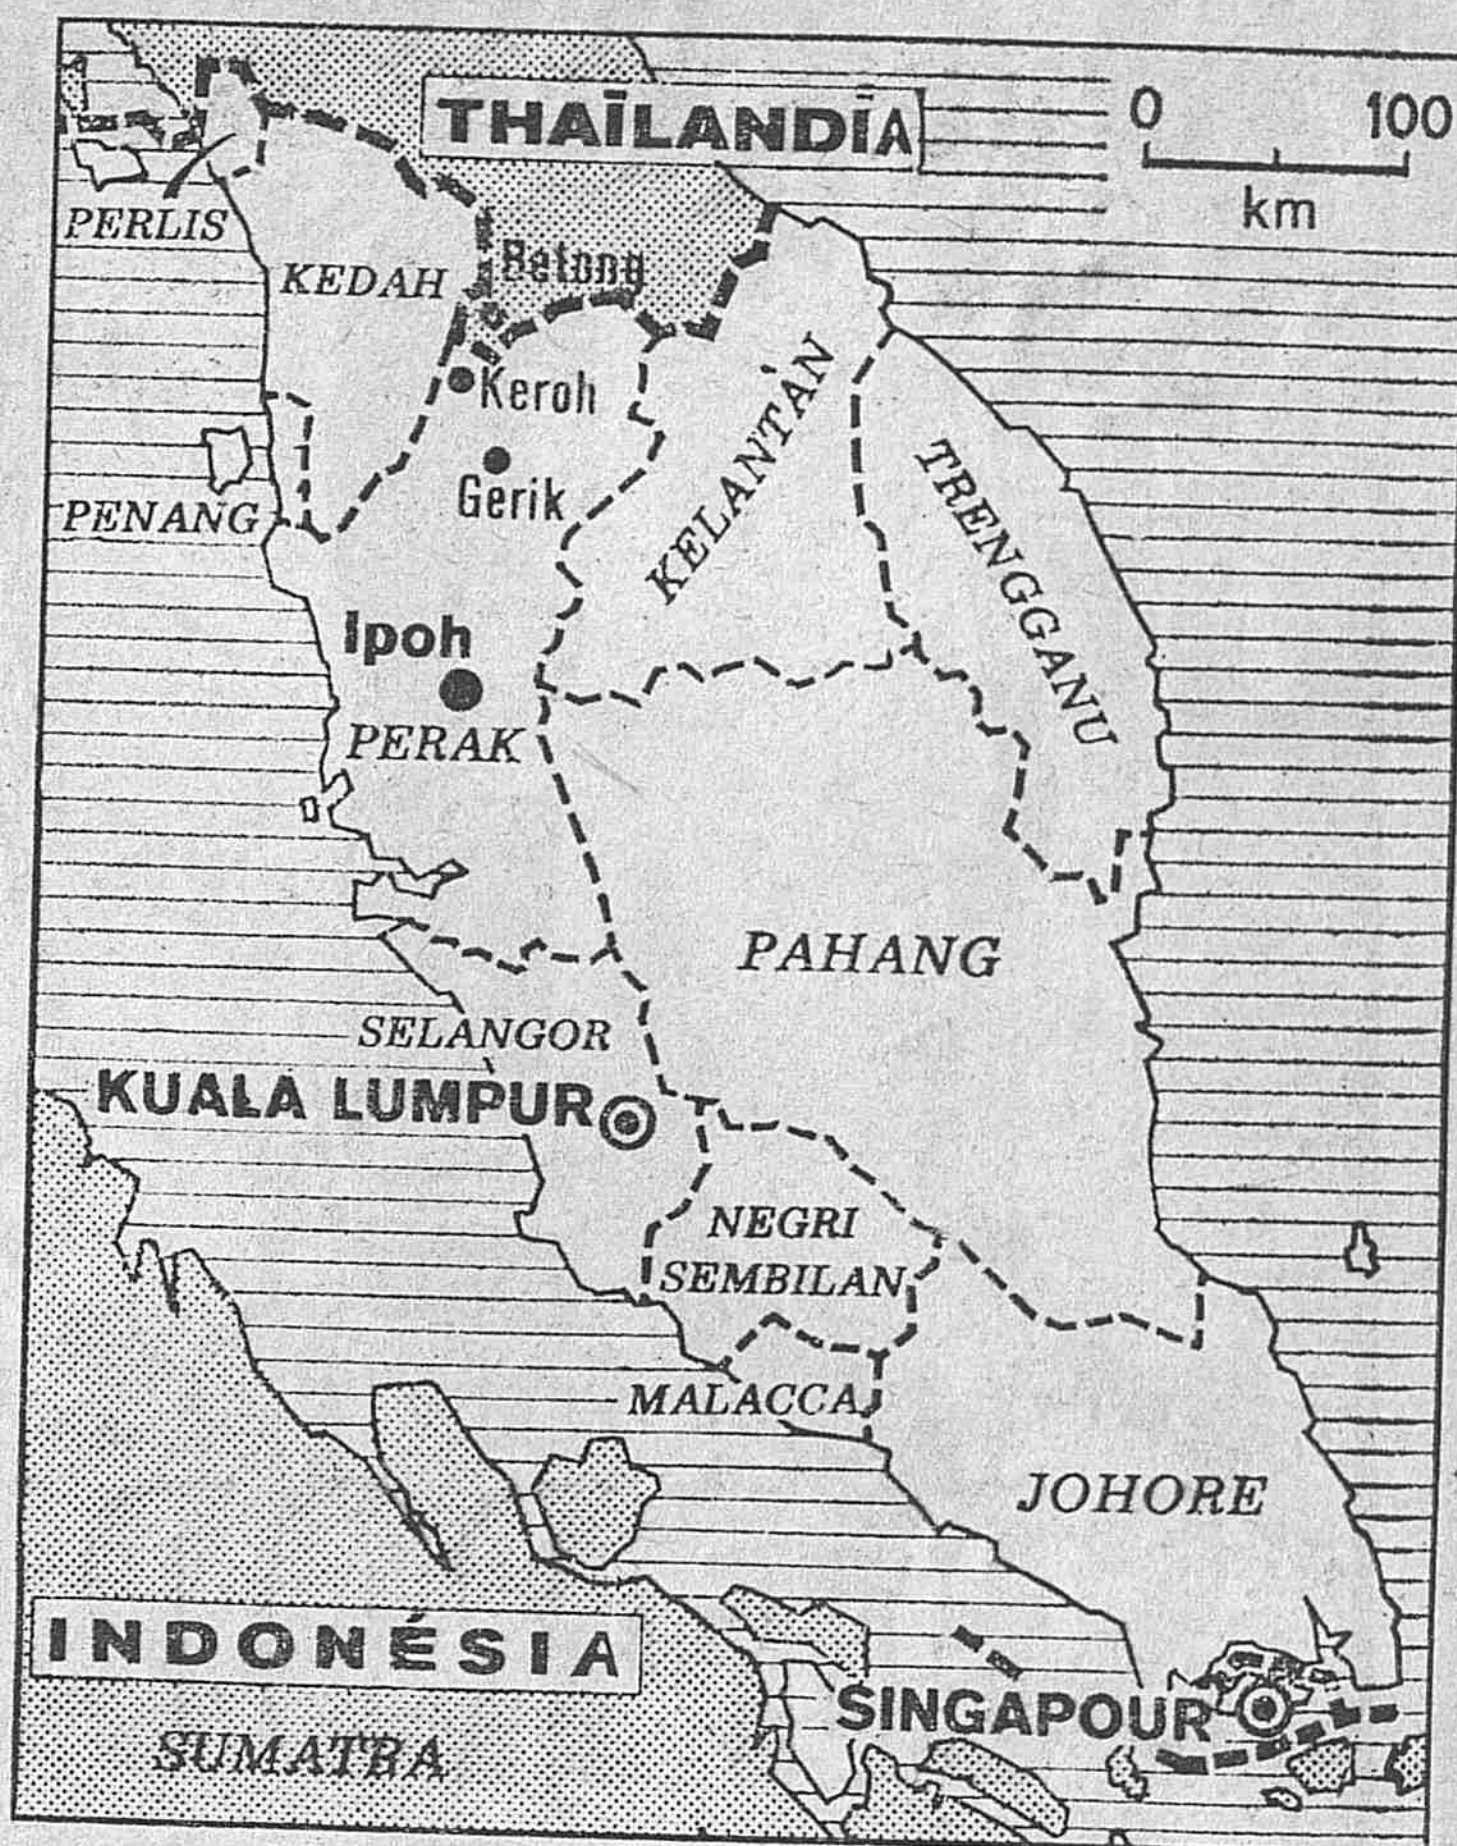 THAÏLANDÏA
0 100
km
PERLIS
KEDAH
Betong
Keroh
Gerik
KELANTAN
TRENGGANU
PENANG
Ipoh
PERAK
PAHANG
SELANGOR
KUALA LUMPUR
NEGRI
SEMBILAN
MALACCA
JOHORE
INDONÉSIA
SINGAPOUR
SUMATRA